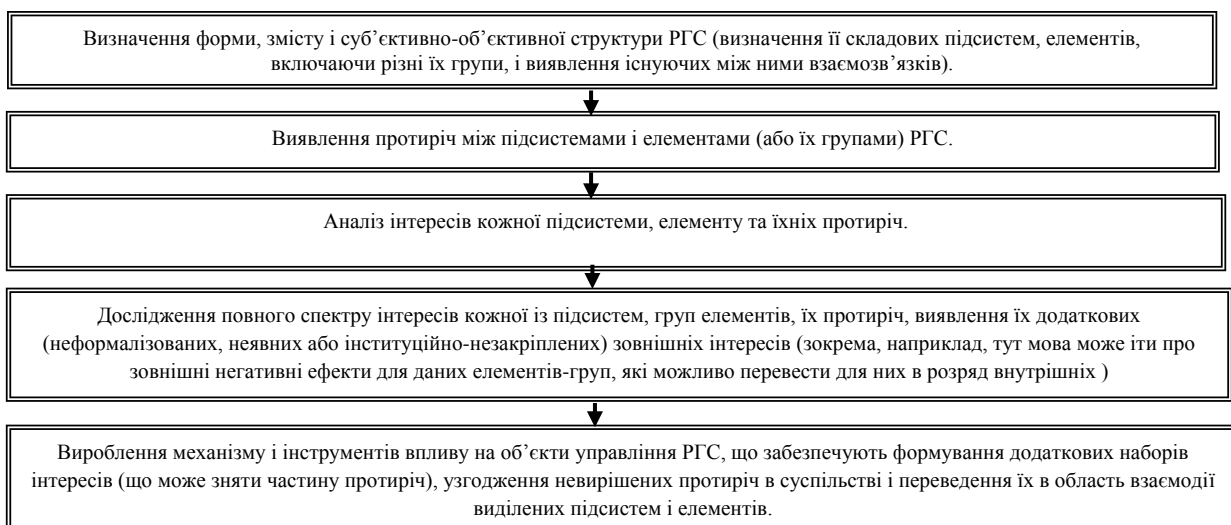 Визначення форми, змісту і суб’єктивно-об’єктивної структури РГС (визначення її складових підсистем, елементів,
включаючи різні їх групи, і виявлення існуючих між ними взаємозв’язків).
Виявлення протиріч між підсистемами і елементами (або їх групами) РГС.
Аналіз інтересів кожної підсистеми, елементу та їхніх протиріч.
Дослідження повного спектру інтересів кожної із підсистем, груп елементів, їх протиріч, виявлення їх додаткових
(неформалізованих, неявних або інституційно-незакріплених) зовнішніх інтересів (зокрема, наприклад, тут мова може іти про
зовнішні негативні ефекти для даних елементів-груп, які можливо перевести для них в розряд внутрішніх )
Вироблення механізму і інструментів впливу на об’єкти управління РГС, що забезпечують формування додаткових наборів
інтересів (що може зняти частину протиріч), узгодження невирішених протиріч в суспільстві і переведення їх в область взаємодії
виділених підсистем і елементів.